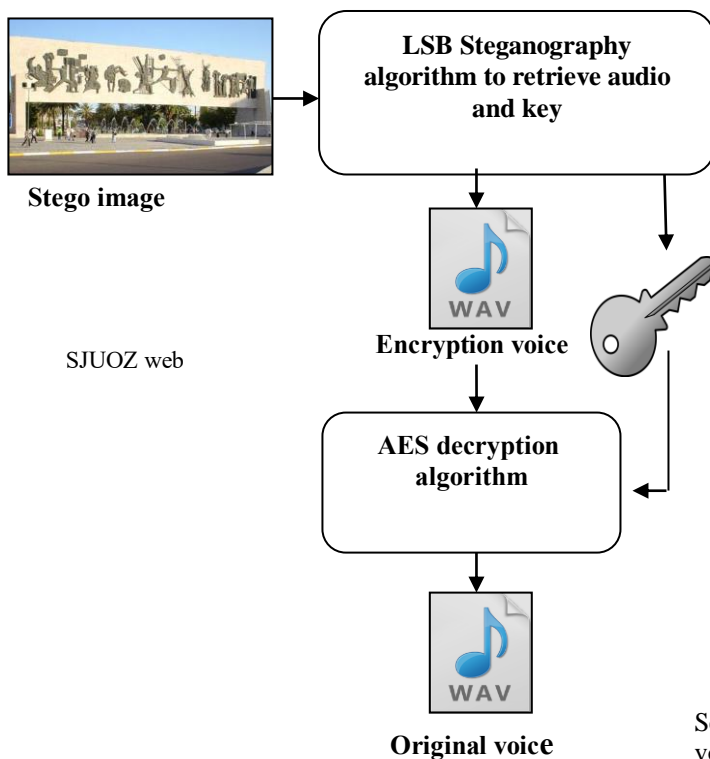 LSB Steganography
algorithm to retrieve audio
and key
Stego image
WAV
Encryption voice
SJUOZ web
AES decryption
algorithm
WAV
Original voice